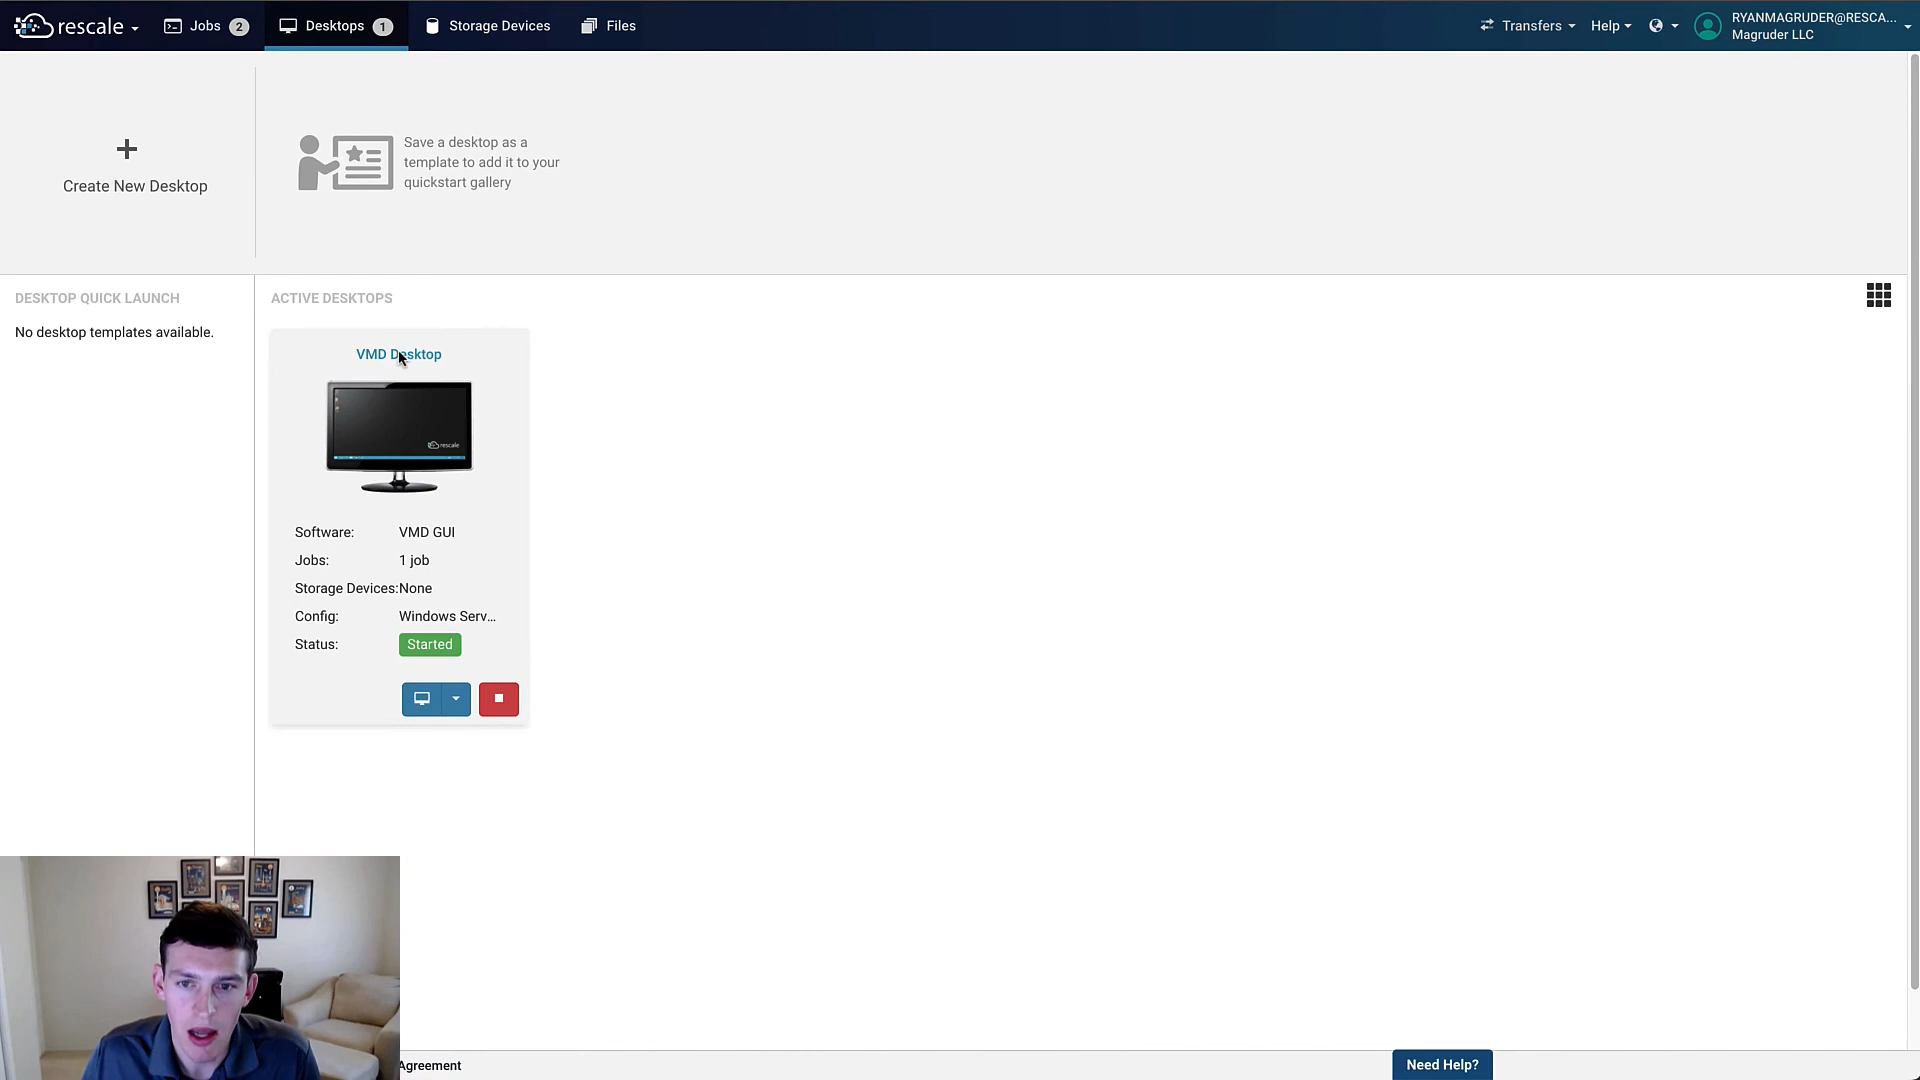 rescale
Jobs 2
Desktops 1
Storage Devices
Files
Transfers
Help
RYANMAGRUDER@RESCA...
Magruder LLC
Create New Desktop
Save a desktop as a
template to add it to your
quickstart gallery
DESKTOP QUICK LAUNCH
No desktop templates available.
ACTIVE DESKTOPS
VMD Desktop
rescale
Software: VMD GUI
Jobs: 1 job
Storage Devices: None
Config: Windows Serv...
Status: Started
Agreement
Need Help?